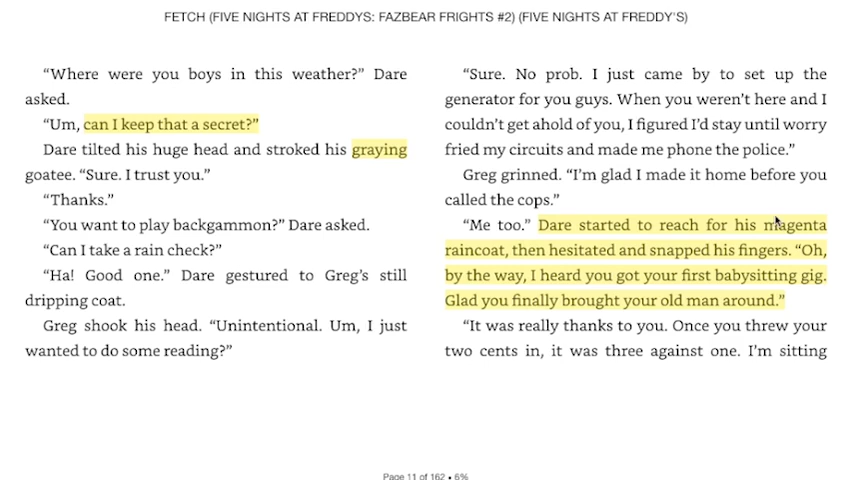 FETCH (FIVE NIGHTS AT FREDDYS: FAZBEAR FRIGHTS #2) (FIVE NIGHTS AT FREDDY'S)
“Where were you boys in this weather?” Dare
asked.
“Um, can I keep that a secret?”
Dare tilted his huge head and stroked his graying
goatee. “Sure. I trust you.”
“Thanks.”
“You want to play backgammon?” Dare asked.
“Can I take a rain check?”
“Ha! Good one.” Dare gestured to Greg’s still
dripping coat.
Greg shook his head. “Unintentional. Um, I just
wanted to do some reading?”
“Sure. No prob. I just came by to set up the
generator for you guys. When you weren’t here and I
couldn’t get ahold of you, I figured I’d stay until worry
fried my circuits and made me phone the police.”
Greg grinned. “I’m glad I made it home before you
called the cops.”
“Me too.” Dare started to reach for his magenta
raincoat, then hesitated and snapped his fingers. “Oh,
by the way, I heard you got your first babysitting gig.
Glad you finally brought your old man around.”
“It was really thanks to you. Once you threw your
two cents in, it was three against one. I’m sitting
Page 11 of 162 • 6%